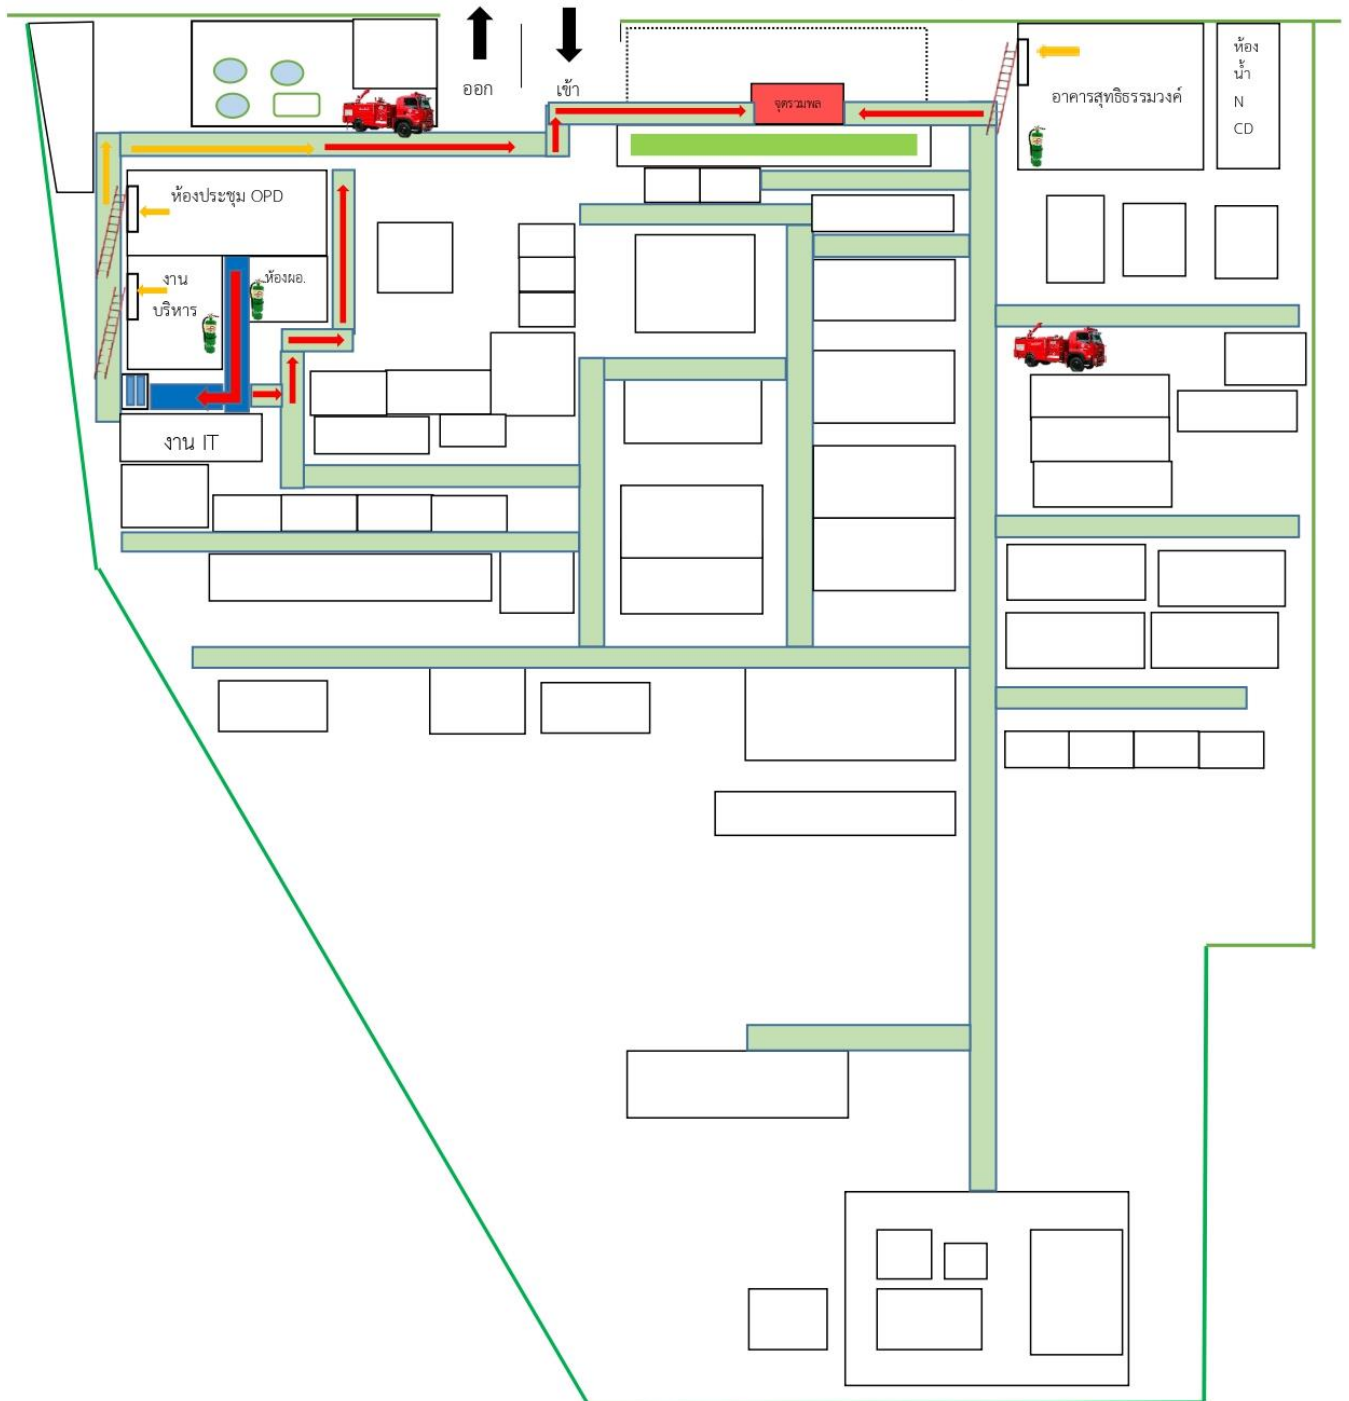 ออก
เข้า
จุดรวมพล
อาคารสุทธิธรรมวงค์
ห้อง
น้ำ
N
CD
ห้องประชุม OPD
งาน
บริหาร
ห้องผอ.
งาน IT